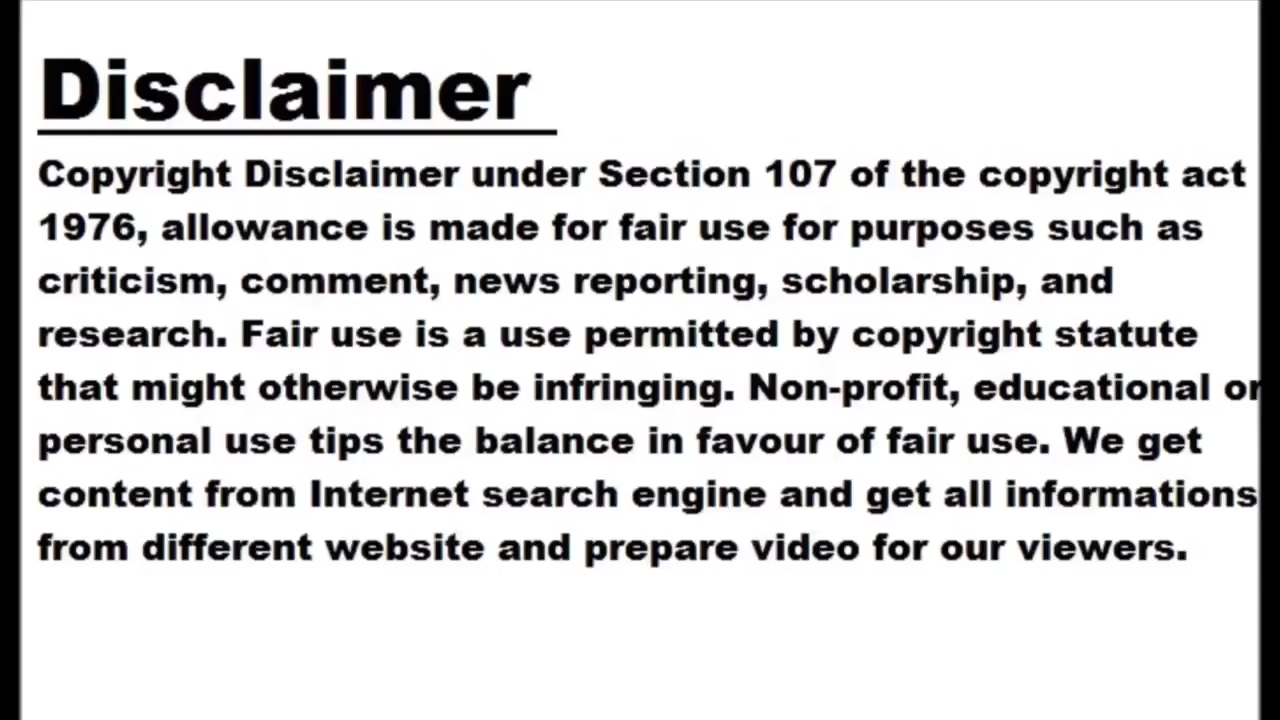 Disclaimer
Copyright Disclaimer under Section 107 of the copyright act
1976, allowance is made for fair use for purposes such as
criticism, comment, news reporting, scholarship, and
research. Fair use is a use permitted by copyright statute
that might otherwise be infringing. Non-profit, educational or
personal use tips the balance in favour of fair use. We get
content from Internet search engine and get all informations
from different website and prepare video for our viewers.